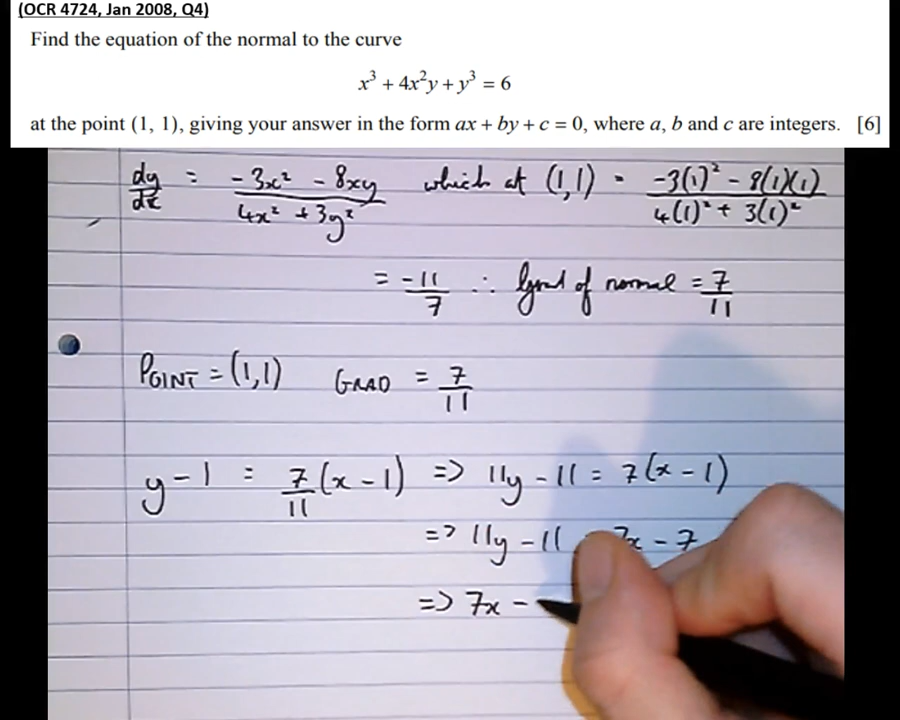 (OCR 4724, Jan 2008, Q4)
Find the equation of the normal to the curve
x³ + 4x²y + y³ = 6
at the point (1, 1), giving your answer in the form ax + by + c = 0, where a, b and c are integers. [6]
dy/dx = (-3x² - 8xy)/(4x² + 3y²) which at (1,1) = (-3(1)² - 8(1)(1))/(4(1)² + 3(1)²)
= -11/7 ∴ Grad of normal = 7/11
POINT = (1,1) GRAD = 7/11
y - 1 = 7/11(x - 1) => 11y - 11 = 7(x - 1)
=> 11y - 11 = 7x - 7
=> 7x -